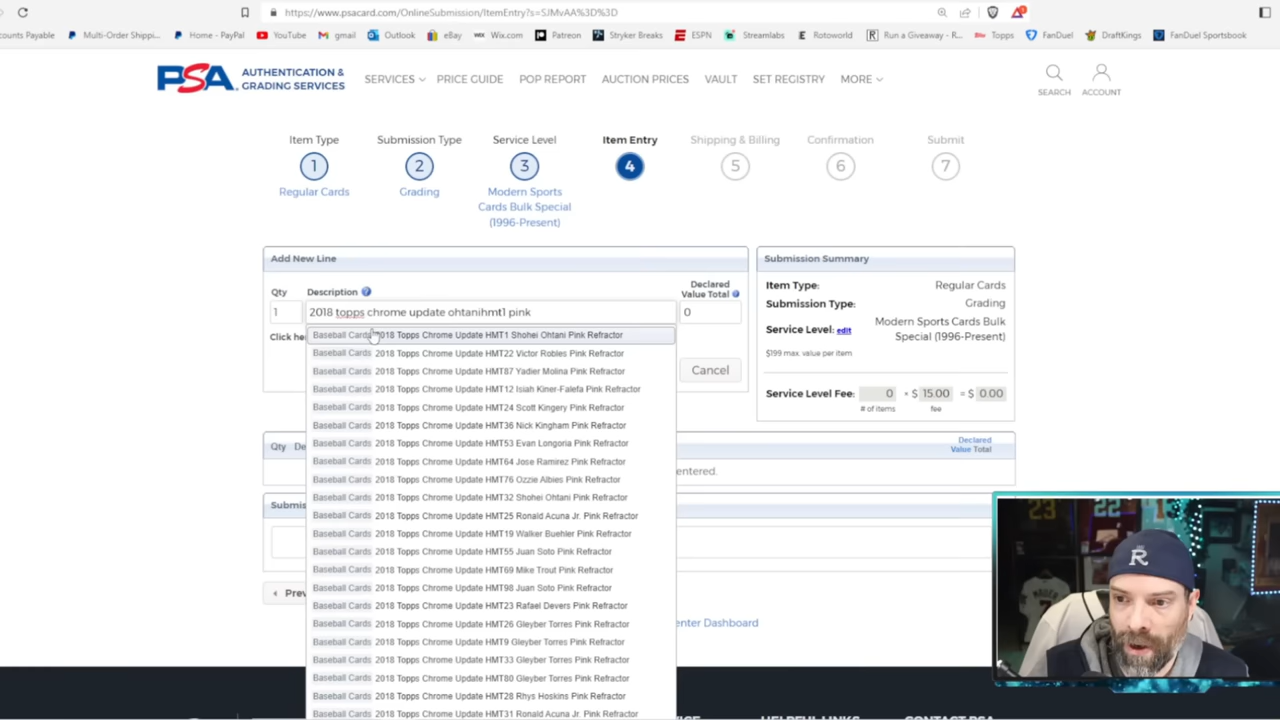 https://www.psacard.com/OnlineSubmission/ItemEntry?s=SJMvAA%3D%3D
ounts Payable Multi-Order Shippi... Home - PayPal YouTube gmail Outlook eBay Wix.com Patreon Stryker Breaks ESPN Streamlabs Rotoworld Run a Giveaway - R... Topps FanDuel DraftKings FanDuel Sportsbook
PSA AUTHENTICATION & GRADING SERVICES
SERVICES PRICE GUIDE POP REPORT AUCTION PRICES VAULT SET REGISTRY MORE
SEARCH ACCOUNT
Item Type Submission Type Service Level Item Entry Shipping & Billing Confirmation Submit
1 2 3 4 5 6 7
Regular Cards Grading Modern Sports
Cards Bulk Special
(1996-Present)
Add New Line
Qty Description ? Declared
Value Total ?
1 2018 topps chrome update ohtanihmt1 pink 0
Click he
Baseball Cards 2018 Topps Chrome Update HMT1 Shohei Ohtani Pink Refractor
Baseball Cards 2018 Topps Chrome Update HMT22 Victor Robles Pink Refractor
Baseball Cards 2018 Topps Chrome Update HMT87 Yadier Molina Pink Refractor
Baseball Cards 2018 Topps Chrome Update HMT12 Isiah Kiner-Falefa Pink Refractor
Baseball Cards 2018 Topps Chrome Update HMT24 Scott Kingery Pink Refractor
Baseball Cards 2018 Topps Chrome Update HMT36 Nick Kingham Pink Refractor
Baseball Cards 2018 Topps Chrome Update HMT53 Evan Longoria Pink Refractor
Baseball Cards 2018 Topps Chrome Update HMT64 Jose Ramirez Pink Refractor
Baseball Cards 2018 Topps Chrome Update HMT76 Ozzie Albies Pink Refractor
Baseball Cards 2018 Topps Chrome Update HMT32 Shohei Ohtani Pink Refractor
Baseball Cards 2018 Topps Chrome Update HMT25 Ronald Acuna Jr. Pink Refractor
Baseball Cards 2018 Topps Chrome Update HMT19 Walker Buehler Pink Refractor
Baseball Cards 2018 Topps Chrome Update HMT55 Juan Soto Pink Refractor
Baseball Cards 2018 Topps Chrome Update HMT69 Mike Trout Pink Refractor
Baseball Cards 2018 Topps Chrome Update HMT98 Juan Soto Pink Refractor
Baseball Cards 2018 Topps Chrome Update HMT23 Rafael Devers Pink Refractor
Baseball Cards 2018 Topps Chrome Update HMT26 Gleyber Torres Pink Refractor
Baseball Cards 2018 Topps Chrome Update HMT9 Gleyber Torres Pink Refractor
Baseball Cards 2018 Topps Chrome Update HMT33 Gleyber Torres Pink Refractor
Baseball Cards 2018 Topps Chrome Update HMT80 Gleyber Torres Pink Refractor
Baseball Cards 2018 Topps Chrome Update HMT28 Rhys Hoskins Pink Refractor
Baseball Cards 2018 Topps Chrome Update HMT31 Ronald Acuna Jr. Pink Refractor
Cancel
Qty De Declared
Value Total
entered.
Submis
Prev
enter Dashboard
Submission Summary
Item Type: Regular Cards
Submission Type: Grading
Service Level: edit Modern Sports Cards Bulk
Special (1996-Present)
$199 max. value per item
Service Level Fee: 0 × $ 15.00 = $ 0.00
# of items fee
23 22
R
HELPFUL LINKS CONTACT PSA